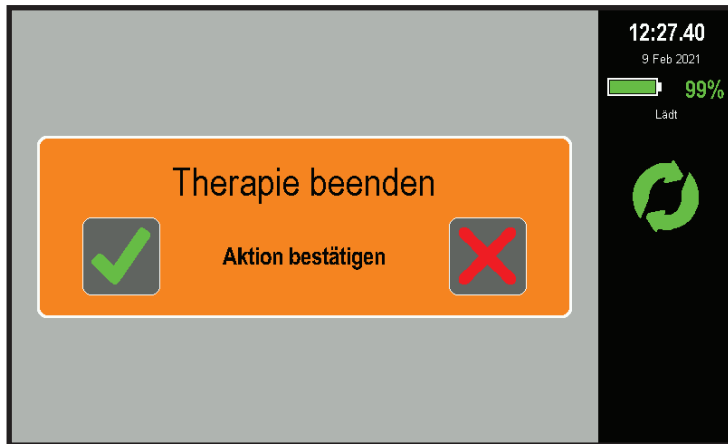 12:27.40
9 Feb 2021
99%
Lädt
Therapie beenden
Aktion bestätigen